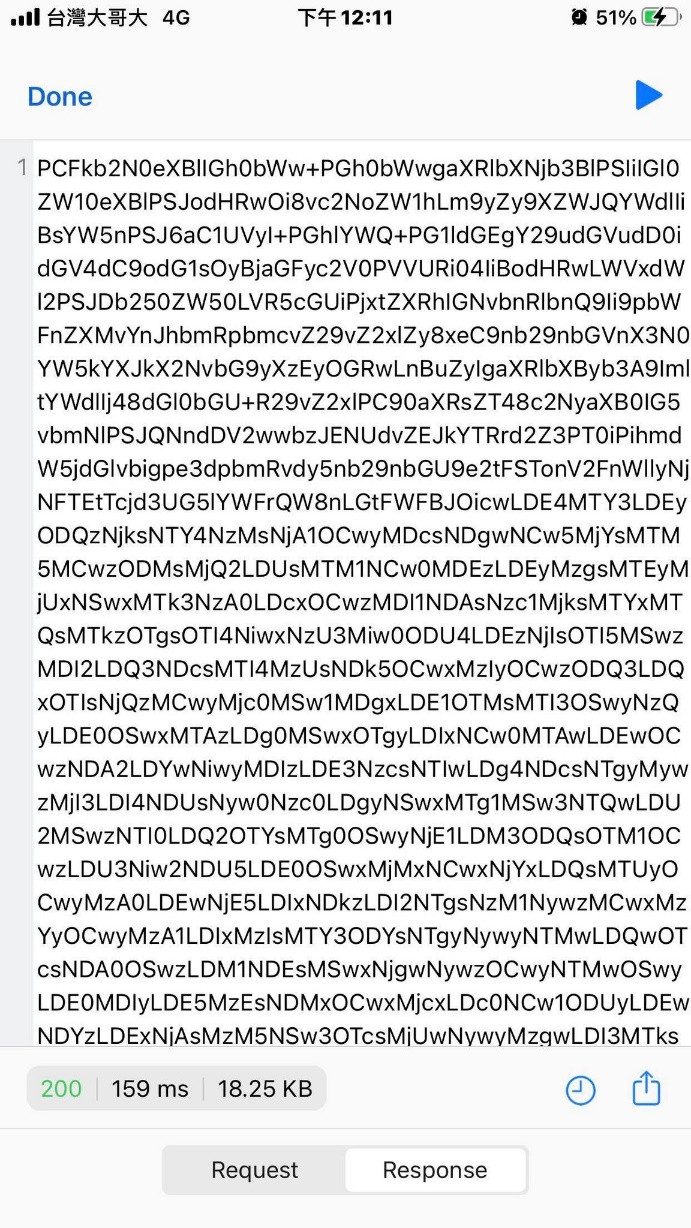 台灣大哥大 4G 下午12:11 51%
Done
1 PCFkb2N0eXBlIGh0bWw+PGh0bWwgaXRlbXNjb3BlPSIiIGl0
ZW10eXBlPSJodHRwOi8vc2NoZW1hLm9yZy9XZWJQYWdlIi
BsYW5nPSJ6aC1UVyI+PGhlYWQ+PG1ldGEgY29udGVudD0i
dGV4dC9odG1sOyBjaGFyc2V0PVVURi04IiBodHRwLWVxdW
l2PSJDb250ZW50LVR5cGUiPjxtZXRhIGNvbnRlbnQ9Ii9pbW
FnZXMvYnJhbmRpbmcvZ29vZ2xlZy8xeC9nb29nbGVnX3N0
YW5kYXJkX2NvbG9yXzEyOGRwLnBuZyIgaXRlbXByb3A9Iml
tYWdlIj48dGl0bGU+R29vZ2xlPC90aXRsZT48c2NyaXB0IG5
vbmNlPSJQNndDV2wwbzJENUdvZEJkYTRrd2Z3PT0iPihmd
W5jdGlvbigpe3dpbmRvdy5nb29nbGU9e2tFSTonV2FnWllyNj
NFTEtTcjd3UG5lYWFrQW8nLGtFWFBJOicwLDE4MTY3LDEy
ODQzNjksNTY4NzMsNjA1OCwyMDcsNDgwNCw5MjYsMTM
5MCwzODMsMjQ2LDUsMTM1NCw0MDEzLDEyMzgsMTEyM
jUxNSwxMTk3NzA0LDcxOCwzMDI1NDAsNzc1MjksMTYxMT
QsMTkzOTgsOTI4NiwxNzU3Miw0ODU4LDEzNjIsOTI5MSwz
MDI2LDQ3NDcsMTI4MzUsNDk5OCwxMzIyOCwzODQ3LDQ
xOTIsNjQzMCwyMjc0MSw1MDgxLDE1OTMsMTI3OSwyNzQ
yLDE0OSwxMTAzLDg0MSwxOTgyLDIxNCw0MTAwLDEwOC
wzNDA2LDYwNiwyMDIzLDE3NzcsNTIwLDg4NDcsNTgyMyw
zMjI3LDI4NDUsNyw0Nzc0LDgyNSwxMTg1MSw3NTQwLDU
2MSwzNTI0LDQ2OTYsMTg0OSwyNjE1LDM3ODQsOTM1OC
wzLDU3Niw2NDU5LDE0OSwxMjMxNCwxNjYxLDQsMTUyO
CwyMzA0LDEwNjE5LDIxNDkzLDI2NTgsNzM1NywzMCwxMz
YyOCwyMzA1LDIxMzIsMTY3ODYsNTgyNywyNTMwLDQwOT
csNDA0OSwzLDM1NDEsMSwxNjgwNywzOCwyNTMwOSwy
LDE0MDIyLDE5MzEsNDMxOCwxMjcxLDc0NCw1ODUyLDEw
NDYzLDExNjAsMzM5NSw3OTcsMjUwNywyMzgwLDI3MTks
200 159 ms 18.25 KB
Request Response